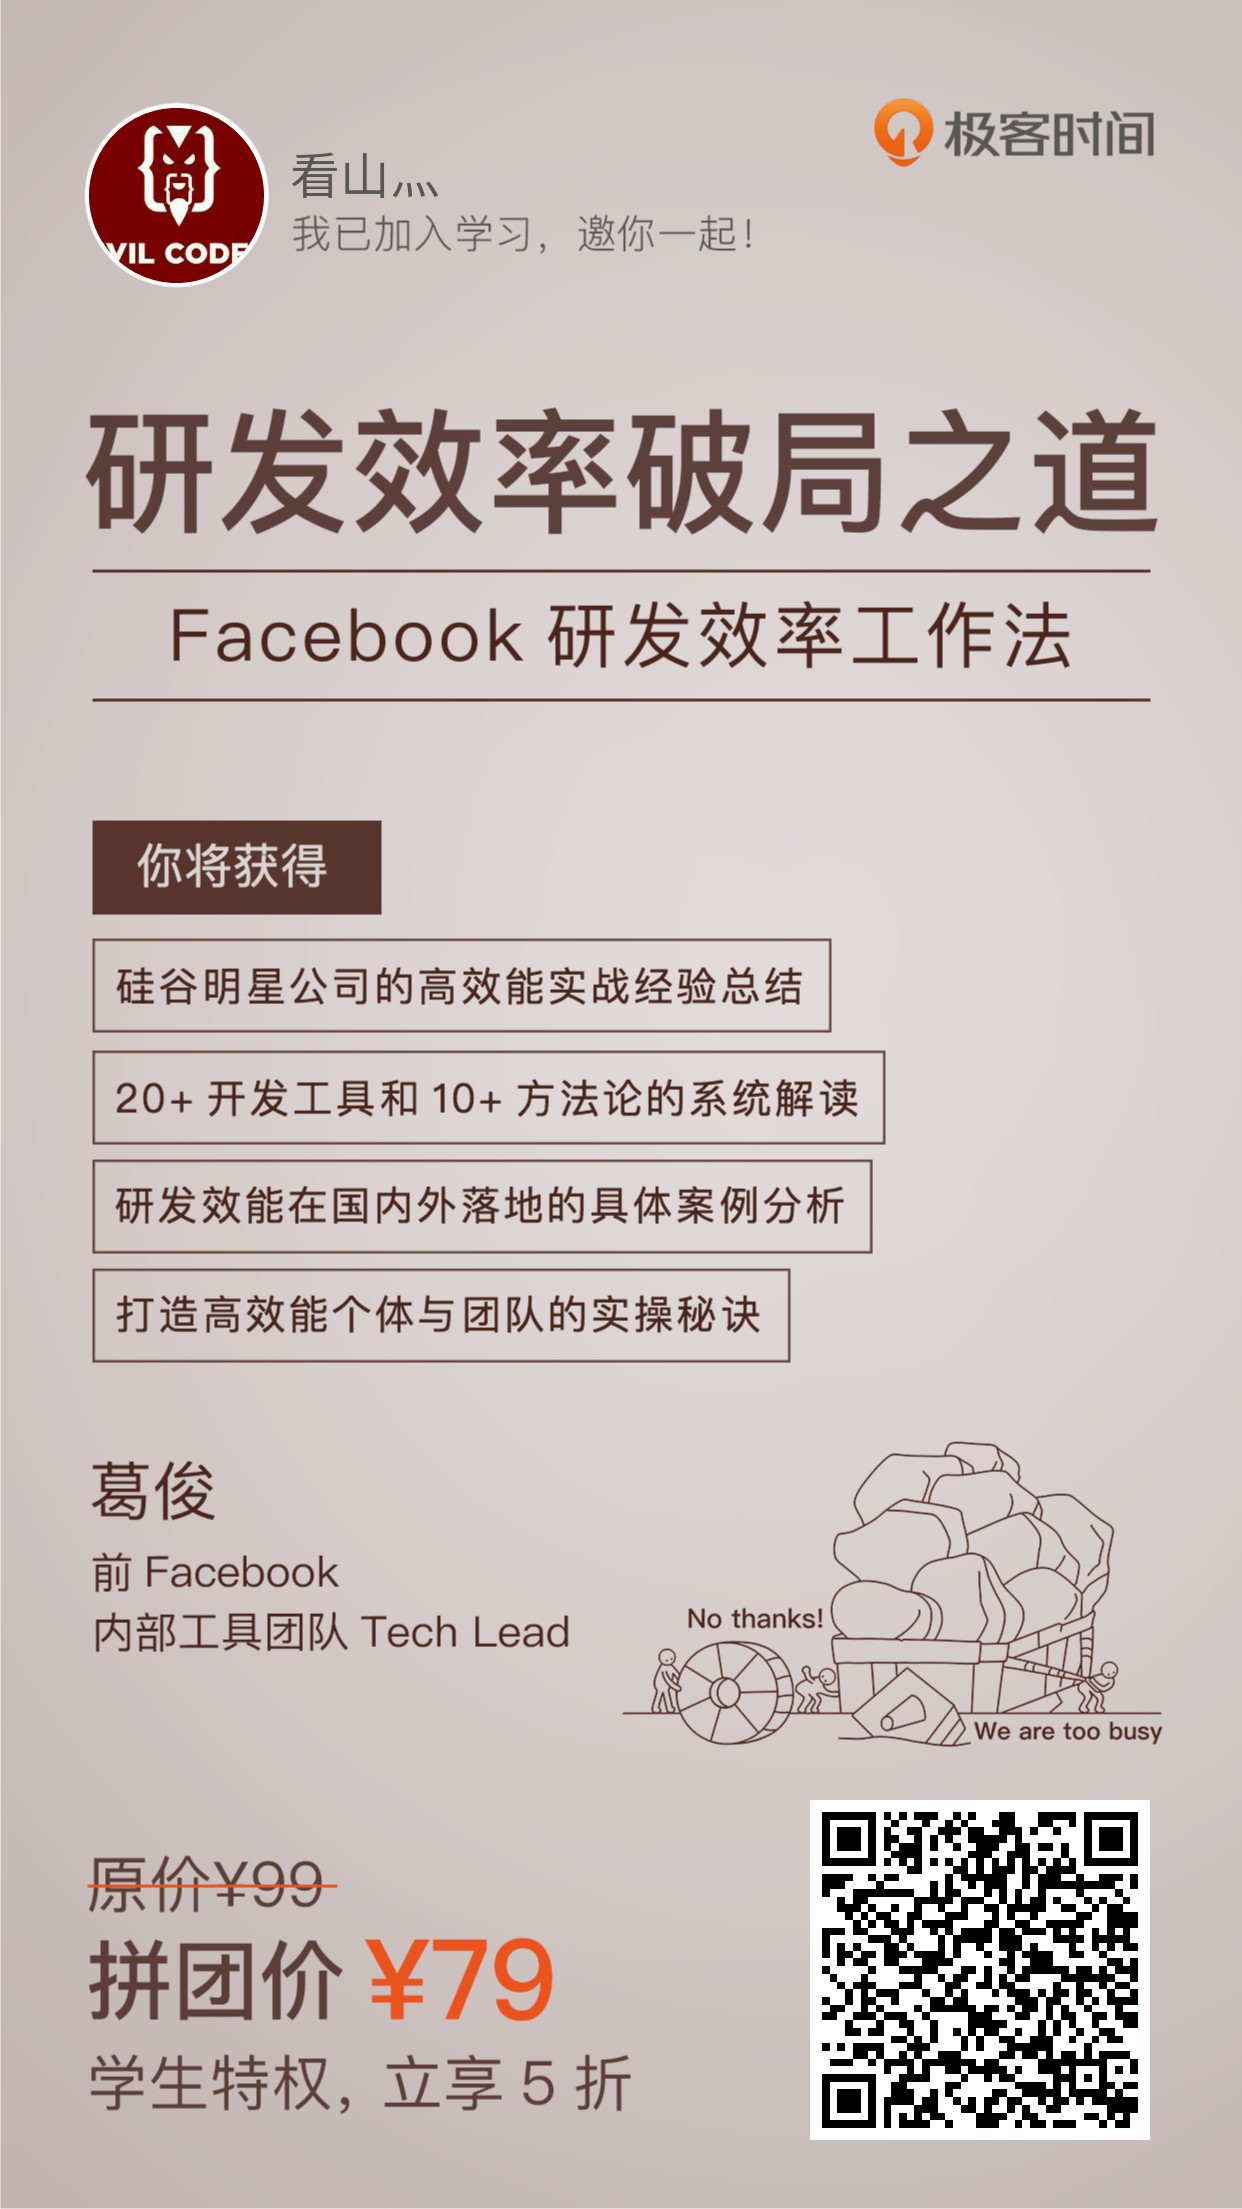 极客时间
看山灬
我已加入学习，邀你一起！
VIL CODE
研发效率破局之道
Facebook 研发效率工作法
你将获得
硅谷明星公司的高效能实战经验总结
20+ 开发工具和 10+ 方法论的系统解读
研发效能在国内外落地的具体案例分析
打造高效能个体与团队的实操秘诀
葛俊
前 Facebook
内部工具团队 Tech Lead
No thanks!
We are too busy
原价¥99
拼团价 ¥79
学生特权，立享 5 折